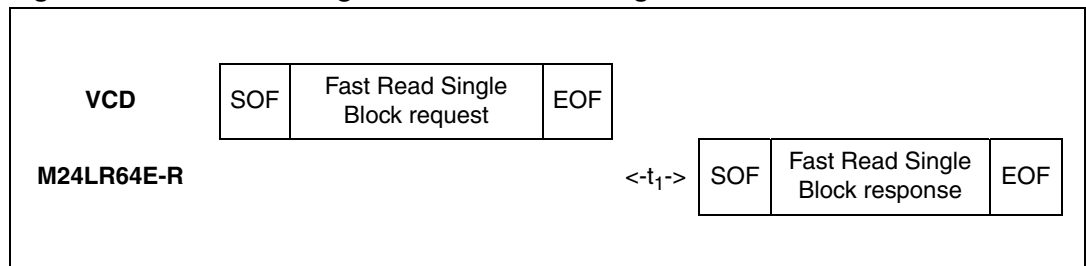 VCD SOF Fast Read Single EOF
Block request
M24LR64E-R <-t₁-> SOF Fast Read Single EOF
Block response